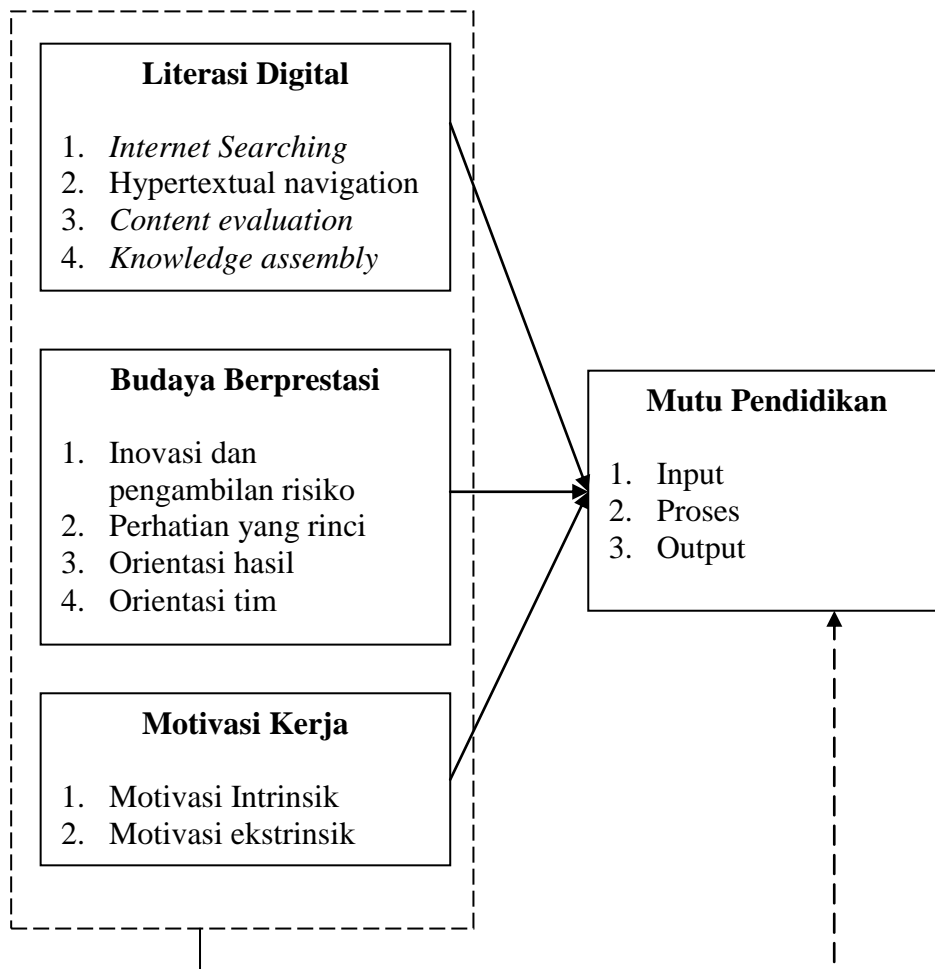 Literasi Digital
1. Internet Searching
2. Hypertextual navigation
3. Content evaluation
4. Knowledge assembly
Budaya Berprestasi
1. Inovasi dan
pengambilan risiko
2. Perhatian yang rinci
3. Orientasi hasil
4. Orientasi tim
Motivasi Kerja
1. Motivasi Intrinsik
2. Motivasi ekstrinsik
Mutu Pendidikan
1. Input
2. Proses
3. Output